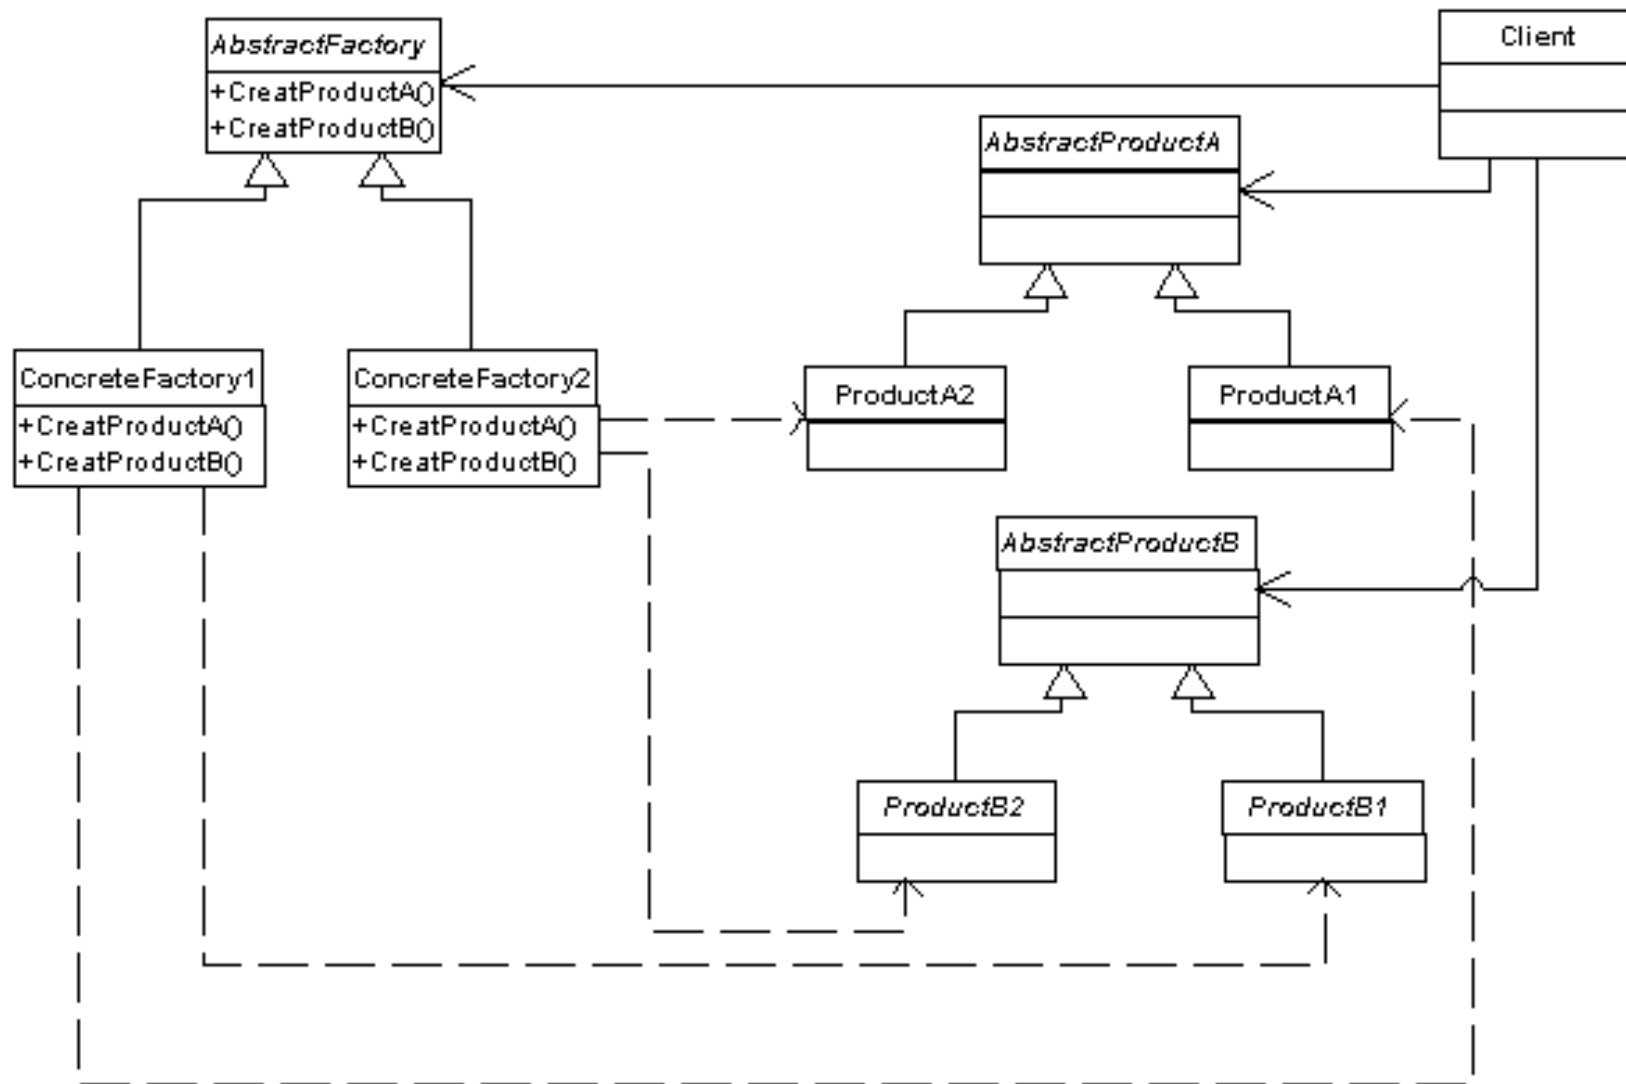 AbstractFactory
+CreatProductA()
+CreatProductB()
Client
AbstractProductA
ConcreteFactory1
+CreatProductA()
+CreatProductB()
ConcreteFactory2
+CreatProductA()
+CreatProductB()
ProductA2
ProductA1
AbstractProductB
ProductB2
ProductB1